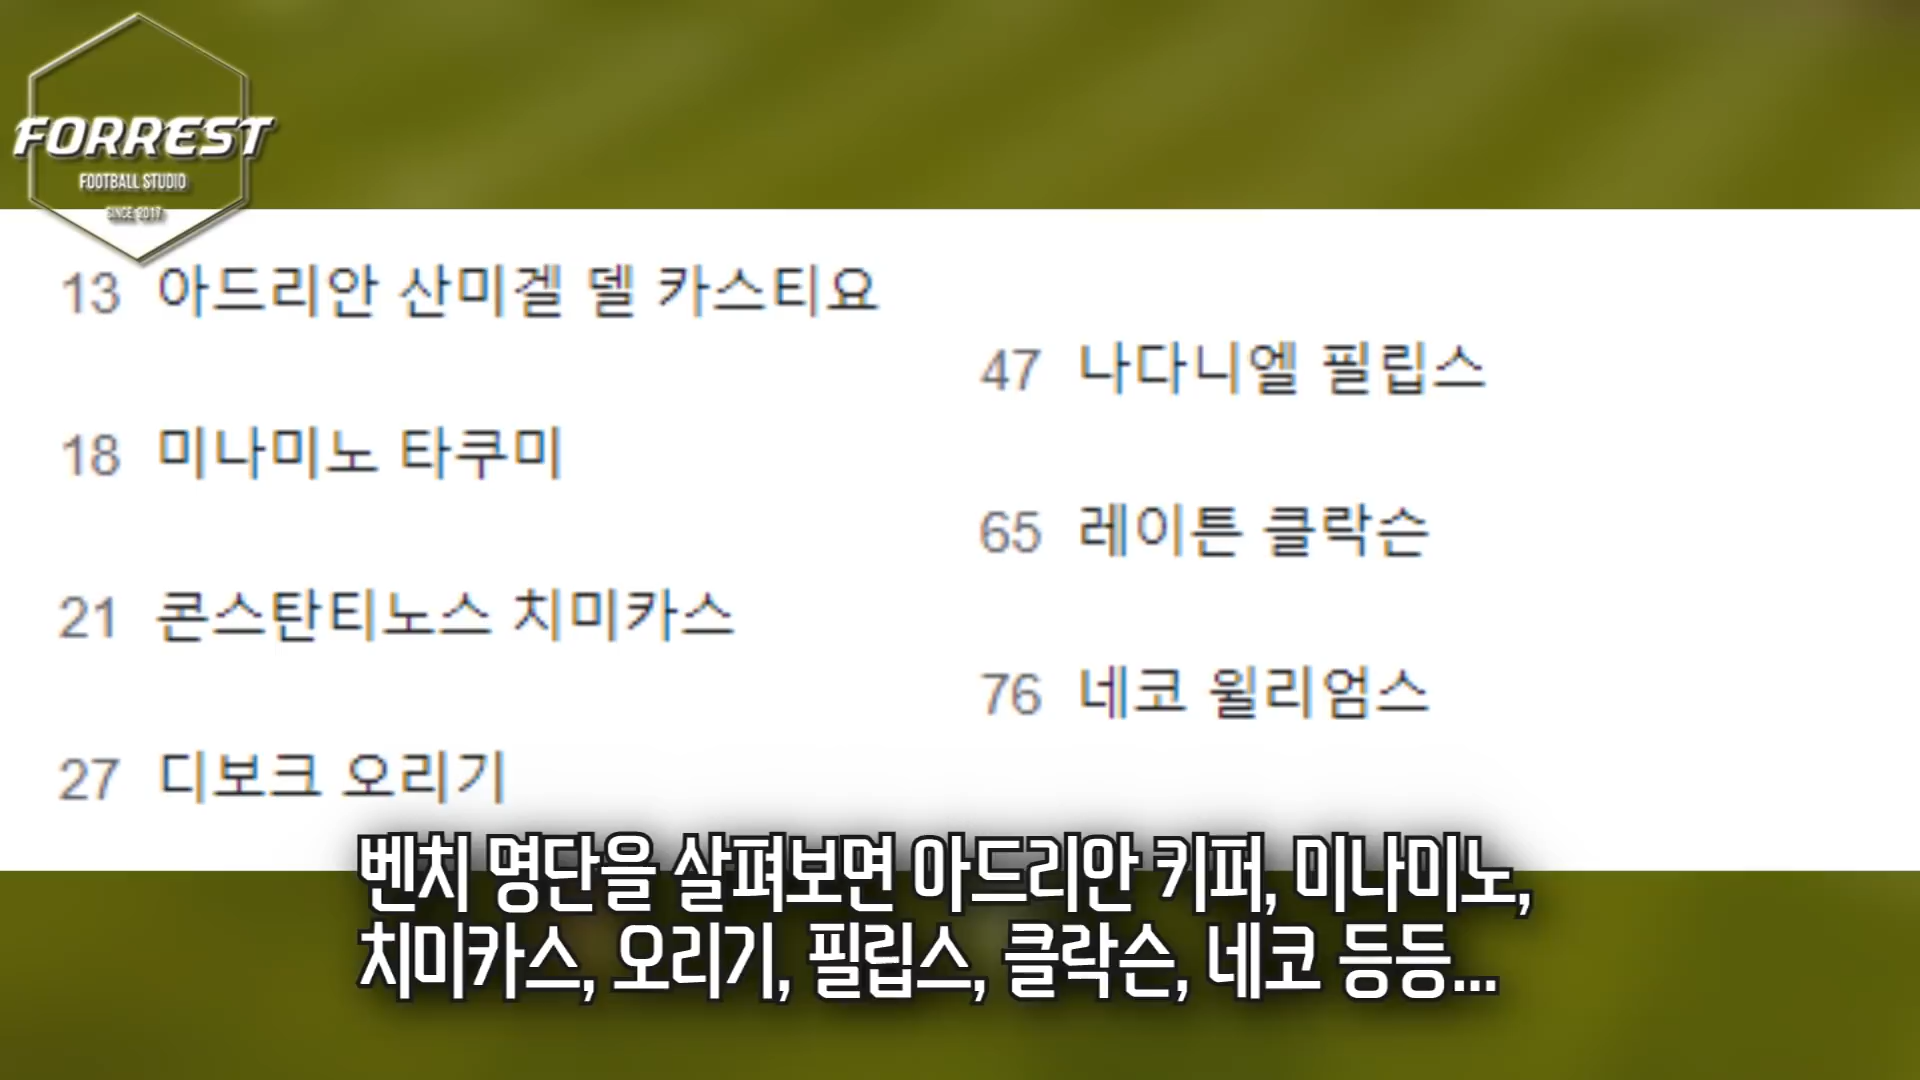 FORREST
FOOTBALL STUDIO
SINCE 2017
13 아드리안 산미겔 델 카스티요
18 미나미노 타쿠미
21 콘스탄티노스 치미카스
27 디보크 오리기
47 나다니엘 필립스
65 레이튼 클락슨
76 네코 윌리엄스
벤치 명단을 살펴보면 아드리안 키퍼, 미나미노,
치미카스, 오리기, 필립스, 클락슨, 네코 등등...